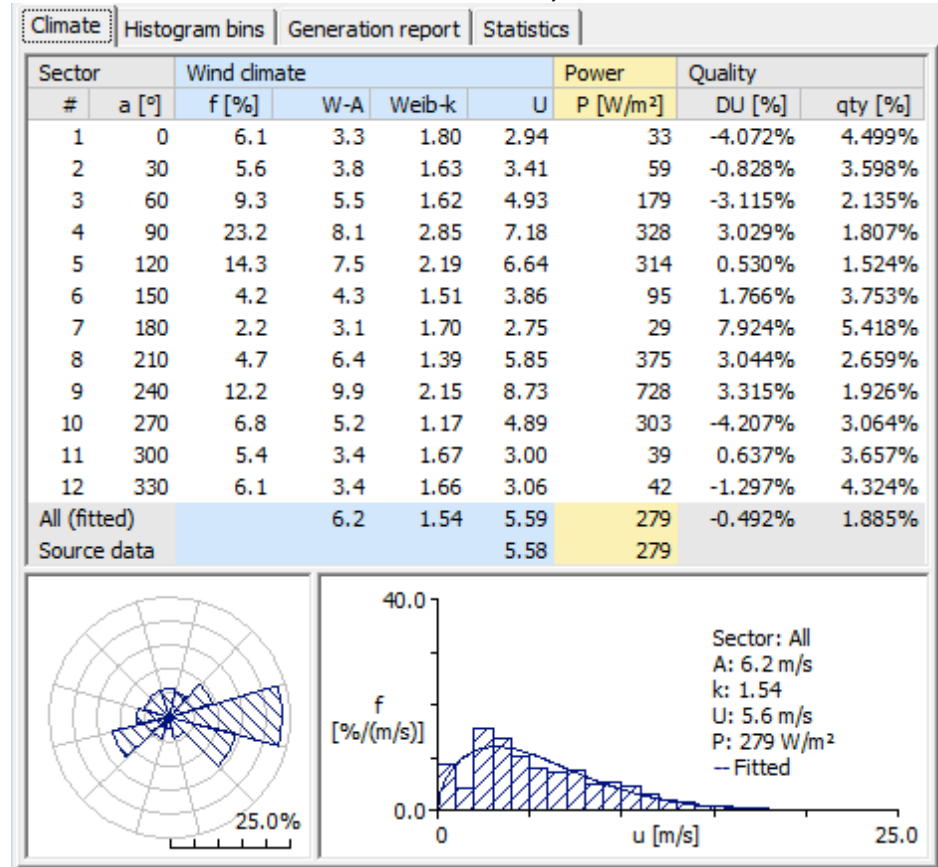 Climate Histogram bins Generation report Statistics
Sector Wind climate Power Quality
# a [°] f [%] W-A Weib-k U P [W/m²] DU [%] qty [%]
1 0 6.1 3.3 1.80 2.94 33 -4.072% 4.499%
2 30 5.6 3.8 1.63 3.41 59 -0.828% 3.598%
3 60 9.3 5.5 1.62 4.93 179 -3.115% 2.135%
4 90 23.2 8.1 2.85 7.18 328 3.029% 1.807%
5 120 14.3 7.5 2.19 6.64 314 0.530% 1.524%
6 150 4.2 4.3 1.51 3.86 95 1.766% 3.753%
7 180 2.2 3.1 1.70 2.75 29 7.924% 5.418%
8 210 4.7 6.4 1.39 5.85 375 3.044% 2.659%
9 240 12.2 9.9 2.15 8.73 728 3.315% 1.926%
10 270 6.8 5.2 1.17 4.89 303 -4.207% 3.064%
11 300 5.4 3.4 1.67 3.00 39 0.637% 3.657%
12 330 6.1 3.4 1.66 3.06 42 -1.297% 4.324%
All (fitted) 6.2 1.54 5.59 279 -0.492% 1.885%
Source data 5.58 279
25.0%
40.0
f
[%/(m/s)]
0.0
0 u [m/s] 25.0
Sector: All
A: 6.2 m/s
k: 1.54
U: 5.6 m/s
P: 279 W/m²
-- Fitted